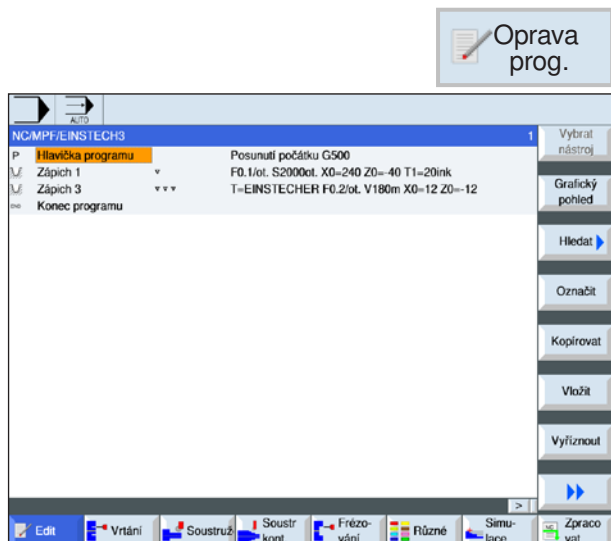 Oprava
prog.
AUTO
NC/MPF/EINSTECH3 1
P Hlavička programu Posunutí počátku G500
Zápich 1 F0.1/ot. S2000ot. X0=240 Z0=-40 T1=20ink
Zápich 3 T=EINSTECHER F0.2/ot. V180m X0=12 Z0=-12
END Konec programu
Vybrat
nástroj
Grafický
pohled
Hledat
Označit
Kopírovat
Vložit
Vyříznout
>
Edit
Vrtání
Soustruž
Soustr
kont.
Frézo-
vání
Různé
Simu-
lace
NC
Zpraco
vat